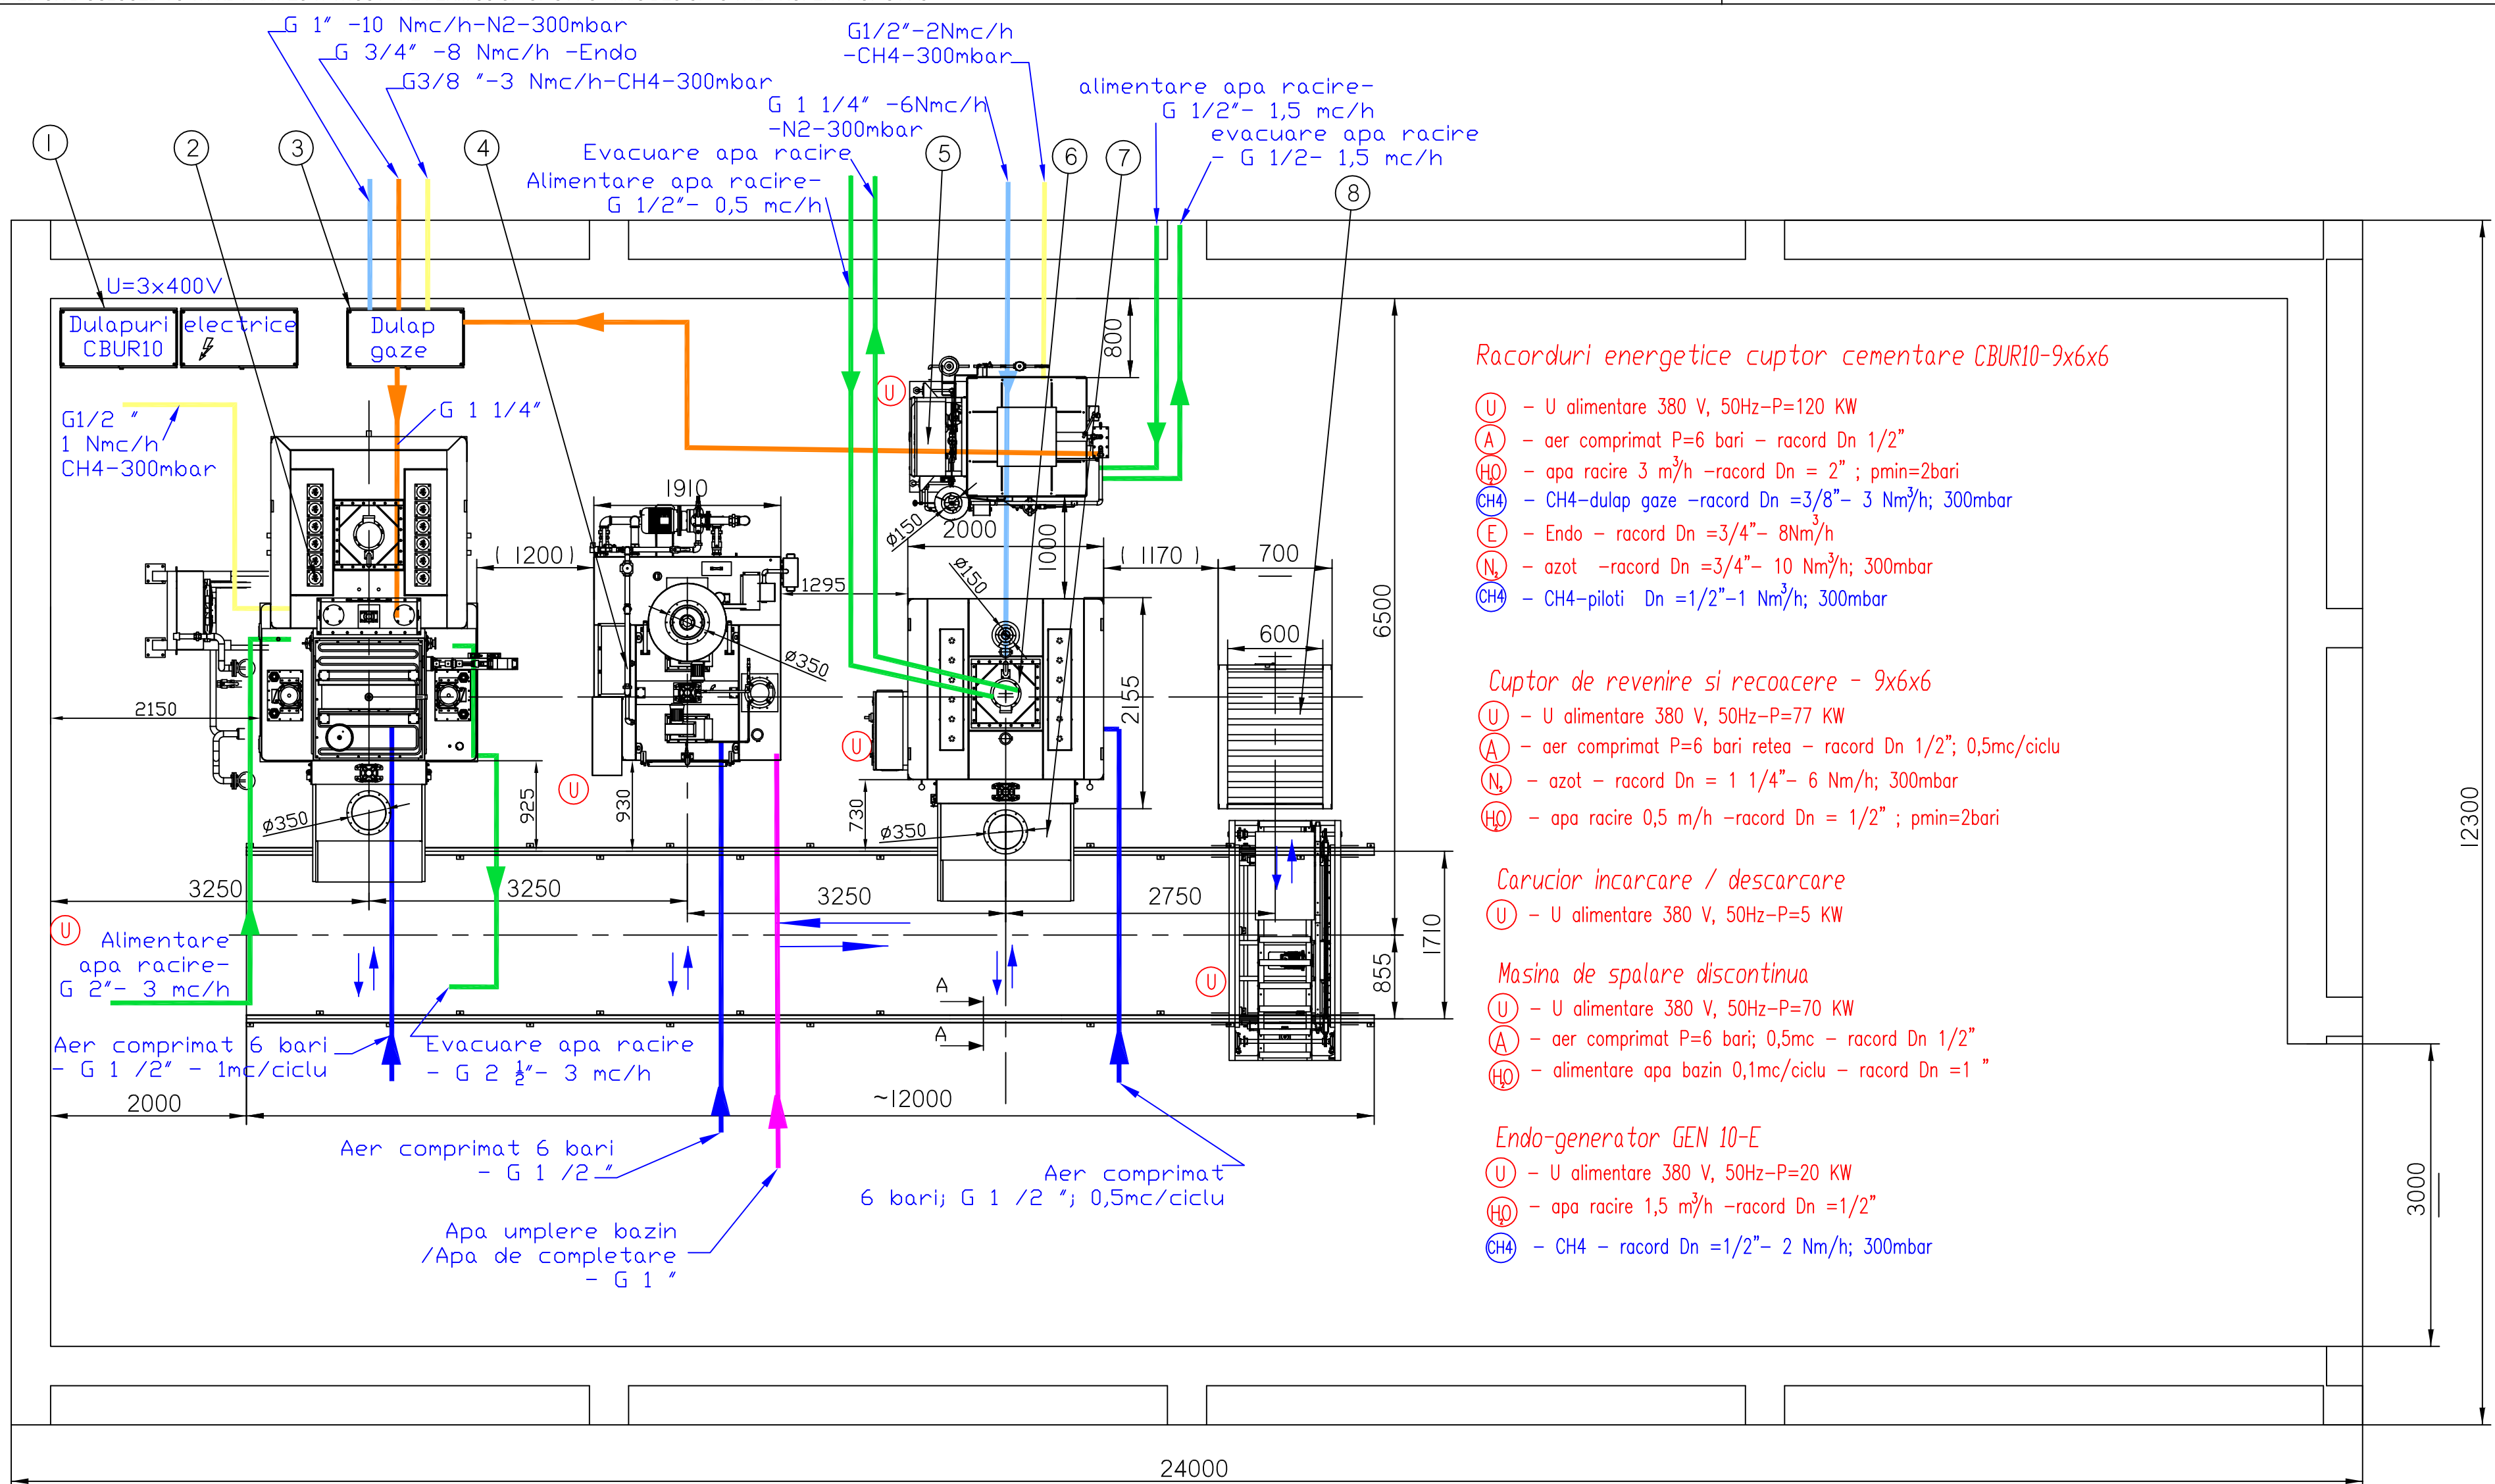 G 1" -10 Nmc/h-N2-300mbar
G 3/4" -8 Nmc/h -Endo
G3/8 "-3 Nmc/h-CH4-300mbar
G1/2"-2Nmc/h
-CH4-300mbar
G 1 1/4" -6Nmc/h
-N2-300mbar
alimentare apa racire-
G 1/2"- 1,5 mc/h
evacuare apa racire
- G 1/2- 1,5 mc/h
Evacuare apa racire
Alimentare apa racire-
G 1/2"- 0,5 mc/h
1
2
3
4
5
6
7
8
U=3x400V
Dulapuri electrice
CBUR10
Dulap
gaze
G1/2 "
1 Nmc/h
CH4-300mbar
G 1 1/4"
U
800
1910
( 1200 )
1295
Ø150
2000
1000
( 1170 )
700
Ø150
600
6500
Ø350
2150
2155
U
U
925
930
730
Ø350
Ø350
3250
3250
3250
2750
1710
855
12300
U
Alimentare
apa racire-
G 2"- 3 mc/h
U
A
A
Aer comprimat 6 bari
- G 1 /2" - 1mc/ciclu
Evacuare apa racire
- G 2 1/2"- 3 mc/h
2000
~12000
Aer comprimat 6 bari
- G 1 /2 "
Aer comprimat
6 bari; G 1 /2 "; 0,5mc/ciclu
Apa umplere bazin
/Apa de completare
- G 1 "
3000
24000
Racorduri energetice cuptor cementare CBUR10-9x6x6
U - U alimentare 380 V, 50Hz-P=120 KW
A - aer comprimat P=6 bari - racord Dn 1/2"
H2O - apa racire 3 m³/h -racord Dn = 2" ; pmin=2bari
CH4 - CH4-dulap gaze -racord Dn =3/8"- 3 Nm³/h; 300mbar
E - Endo - racord Dn =3/4"- 8Nm³/h
N2 - azot -racord Dn =3/4"- 10 Nm³/h; 300mbar
CH4 - CH4-piloti Dn =1/2"-1 Nm³/h; 300mbar
Cuptor de revenire si recoacere - 9x6x6
U - U alimentare 380 V, 50Hz-P=77 KW
A - aer comprimat P=6 bari retea - racord Dn 1/2"; 0,5mc/ciclu
N2 - azot - racord Dn = 1 1/4"- 6 Nm/h; 300mbar
H2O - apa racire 0,5 m/h -racord Dn = 1/2" ; pmin=2bari
Carucior incarcare / descarcare
U - U alimentare 380 V, 50Hz-P=5 KW
Masina de spalare discontinua
U - U alimentare 380 V, 50Hz-P=70 KW
A - aer comprimat P=6 bari; 0,5mc - racord Dn 1/2"
H2O - alimentare apa bazin 0,1mc/ciclu - racord Dn =1 "
Endo-generator GEN 10-E
U - U alimentare 380 V, 50Hz-P=20 KW
H2O - apa racire 1,5 m³/h -racord Dn =1/2"
CH4 - CH4 - racord Dn =1/2"- 2 Nm/h; 300mbar